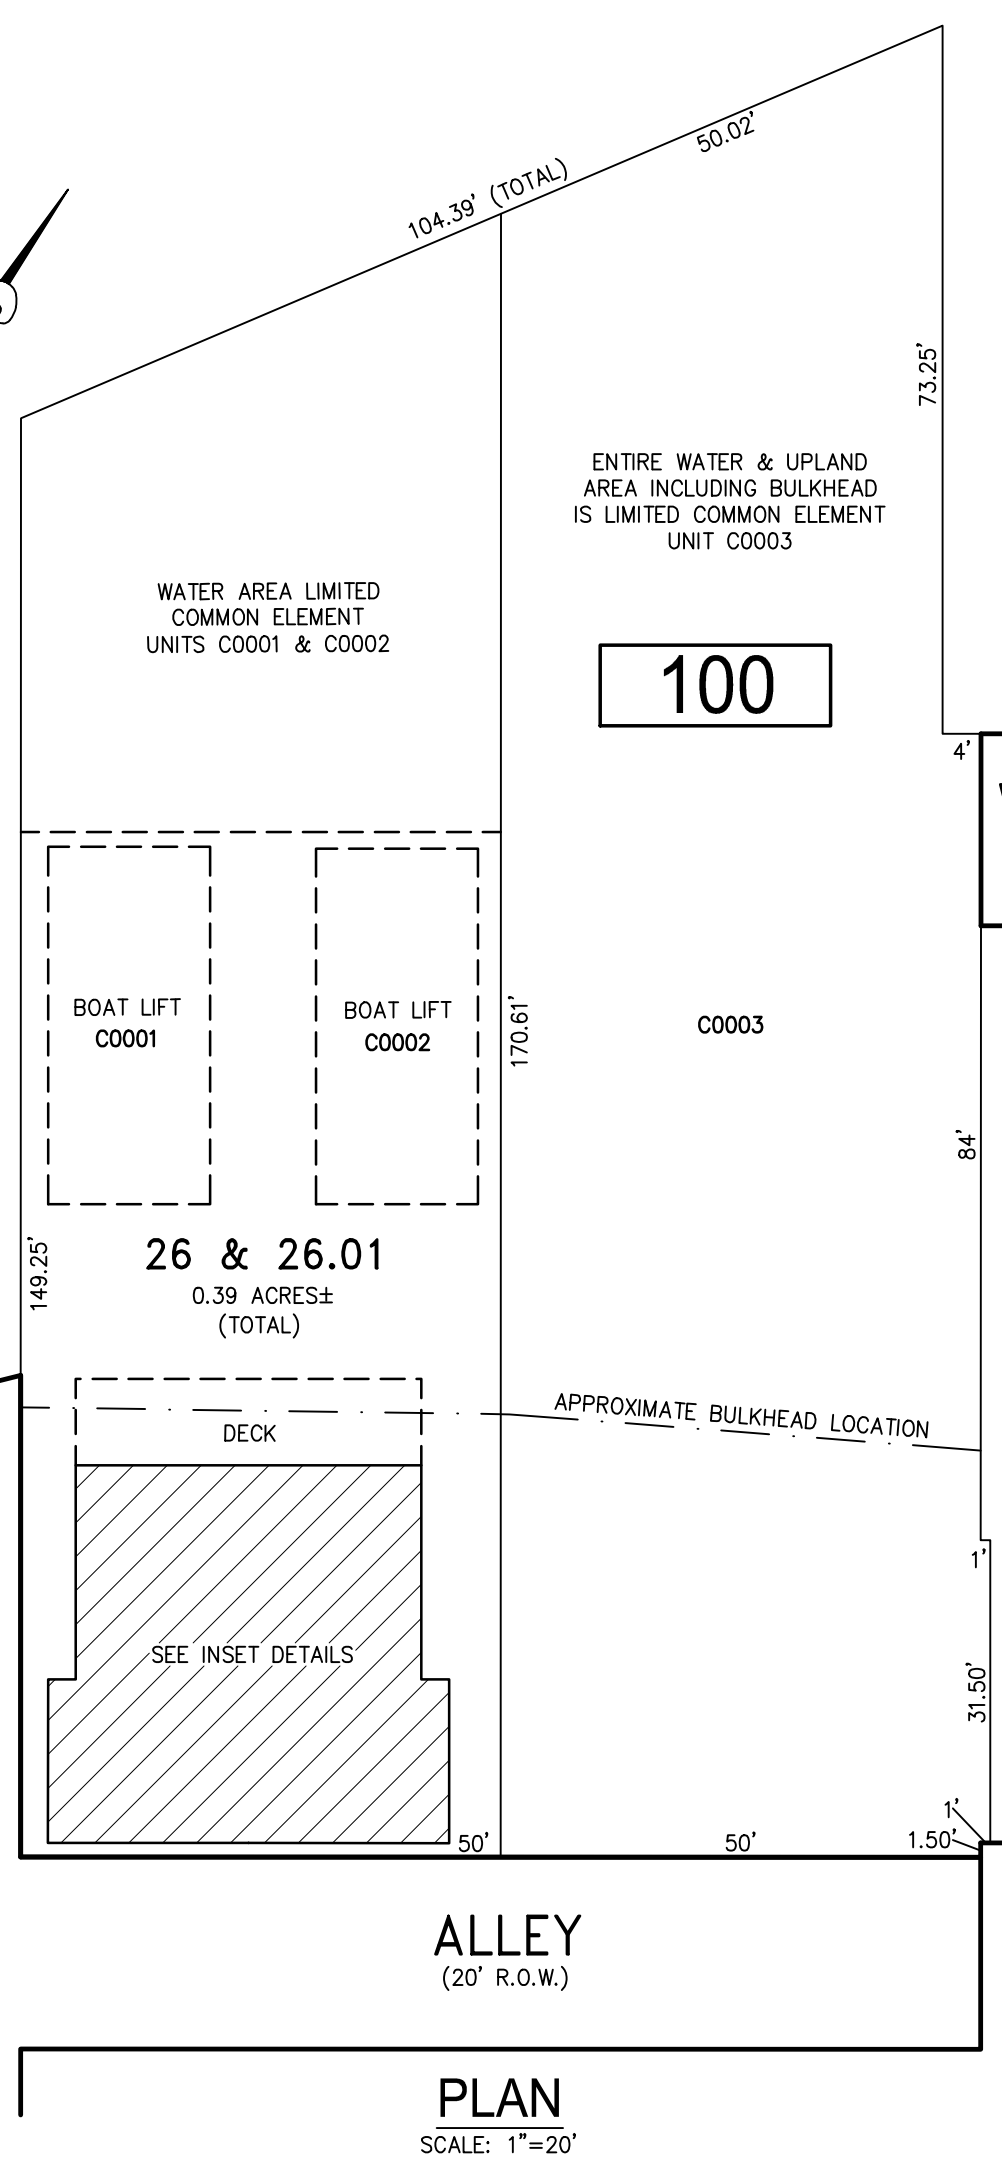 50.02'
104.39' (TOTAL)
73.25'
ENTIRE WATER & UPLAND
AREA INCLUDING BULKHEAD
IS LIMITED COMMON ELEMENT
UNIT C0003
WATER AREA LIMITED
COMMON ELEMENT
UNITS C0001 & C0002
100
4'
BOAT LIFT
C0001
BOAT LIFT
C0002
170.61'
C0003
84'
149.25'
26 & 26.01
0.39 ACRES±
(TOTAL)
APPROXIMATE BULKHEAD LOCATION
DECK
1'
SEE INSET DETAILS
31.50'
1'
1.50'
50'
50'
ALLEY
(20' R.O.W.)
PLAN
SCALE: 1"=20'